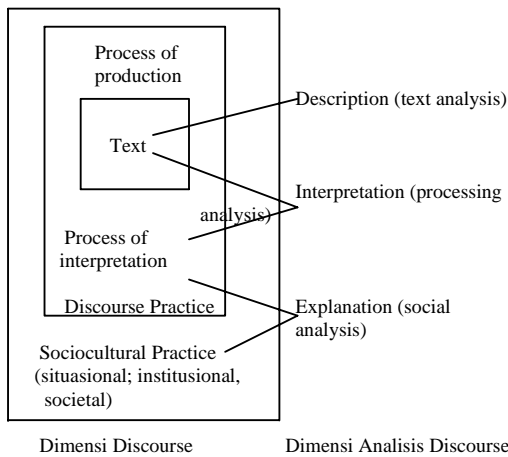 Process of
production
Description (text analysis)
Text
Interpretation (processing
analysis)
Process of
interpretation
Discourse Practice
Explanation (social
analysis)
Sociocultural Practice
(situasional; institusional,
societal)
Dimensi Discourse
Dimensi Analisis Discourse